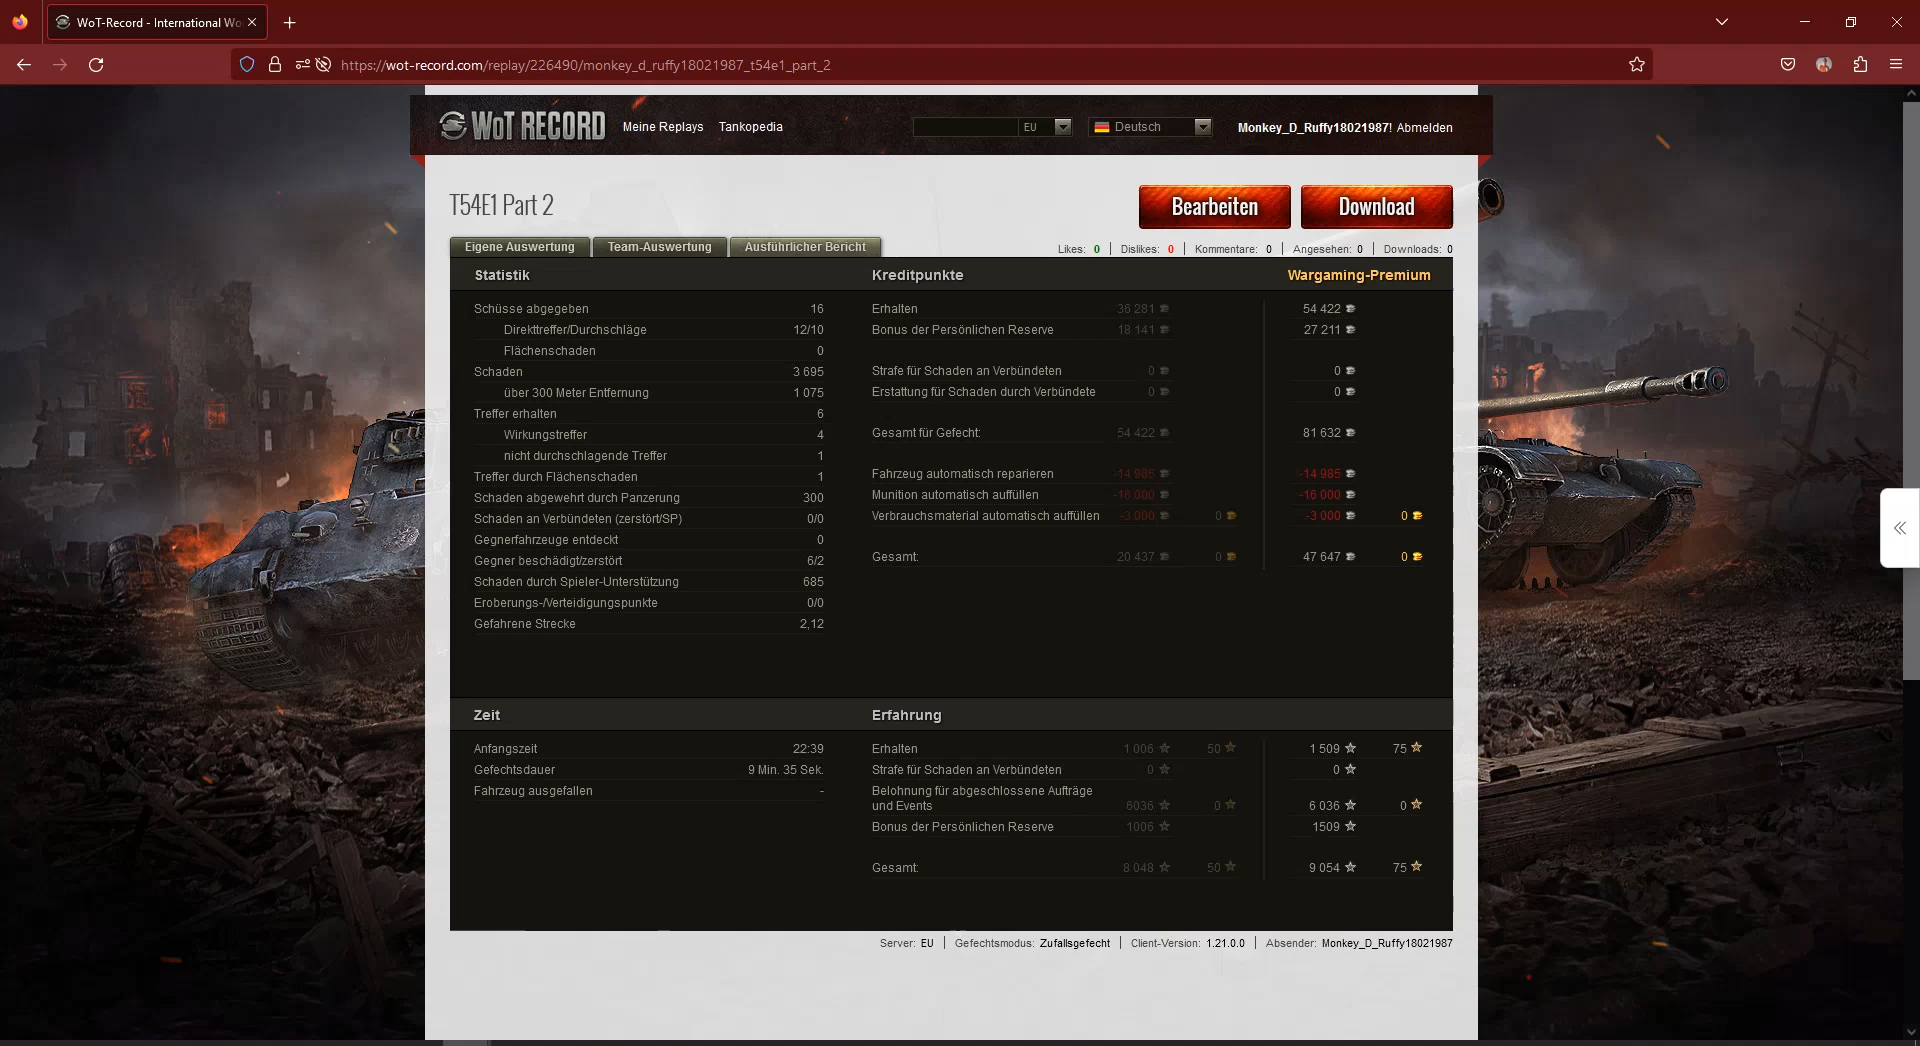 WoT-Record - International Wo
https://wot-record.com/replay/226490/monkey_d_ruffy18021987_t54e1_part_2
WOT RECORD
Meine Replays Tankopedia
EU
Deutsch
Monkey_D_Ruffy18021987! Abmelden
T54E1 Part 2
Bearbeiten
Download
Eigene Auswertung Team-Auswertung Ausführlicher Bericht
Likes: 0 | Dislikes: 0 | Kommentare: 0 | Angesehen: 0 | Downloads: 0
Statistik
Schüsse abgegeben 16
Direkttreffer/Durchschläge 12/10
Flächenschaden 0
Schaden 3 695
über 300 Meter Entfernung 1 075
Treffer erhalten 6
Wirkungstreffer 4
nicht durchschlagende Treffer 1
Treffer durch Flächenschaden 1
Schaden abgewehrt durch Panzerung 300
Schaden an Verbündeten (zerstört/SP) 0/0
Gegnerfahrzeuge entdeckt 0
Gegner beschädigt/zerstört 6/2
Schaden durch Spieler-Unterstützung 685
Eroberungs-/Verteidigungspunkte 0/0
Gefahrene Strecke 2,12
Kreditpunkte Wargaming-Premium
Erhalten 36 281 54 422
Bonus der Persönlichen Reserve 18 141 27 211
Strafe für Schaden an Verbündeten 0 0
Erstattung für Schaden durch Verbündete 0 0
Gesamt für Gefecht: 54 422 81 632
Fahrzeug automatisch reparieren -14 985 -14 985
Munition automatisch auffüllen -16 000 -16 000
Verbrauchsmaterial automatisch auffüllen -3 000 0 -3 000 0
Gesamt: 20 437 0 47 647 0
Zeit
Anfangszeit 22:39
Gefechtsdauer 9 Min. 35 Sek.
Fahrzeug ausgefallen -
Erfahrung
Erhalten 1 006 50 1 509 75
Strafe für Schaden an Verbündeten 0 0
Belohnung für abgeschlossene Aufträge
und Events 6036 0 6 036 0
Bonus der Persönlichen Reserve 1006 1509
Gesamt: 8 048 50 9 054 75
Server: EU | Gefechtsmodus: Zufallsgefecht | Client-Version: 1.21.0.0 | Absender: Monkey_D_Ruffy18021987